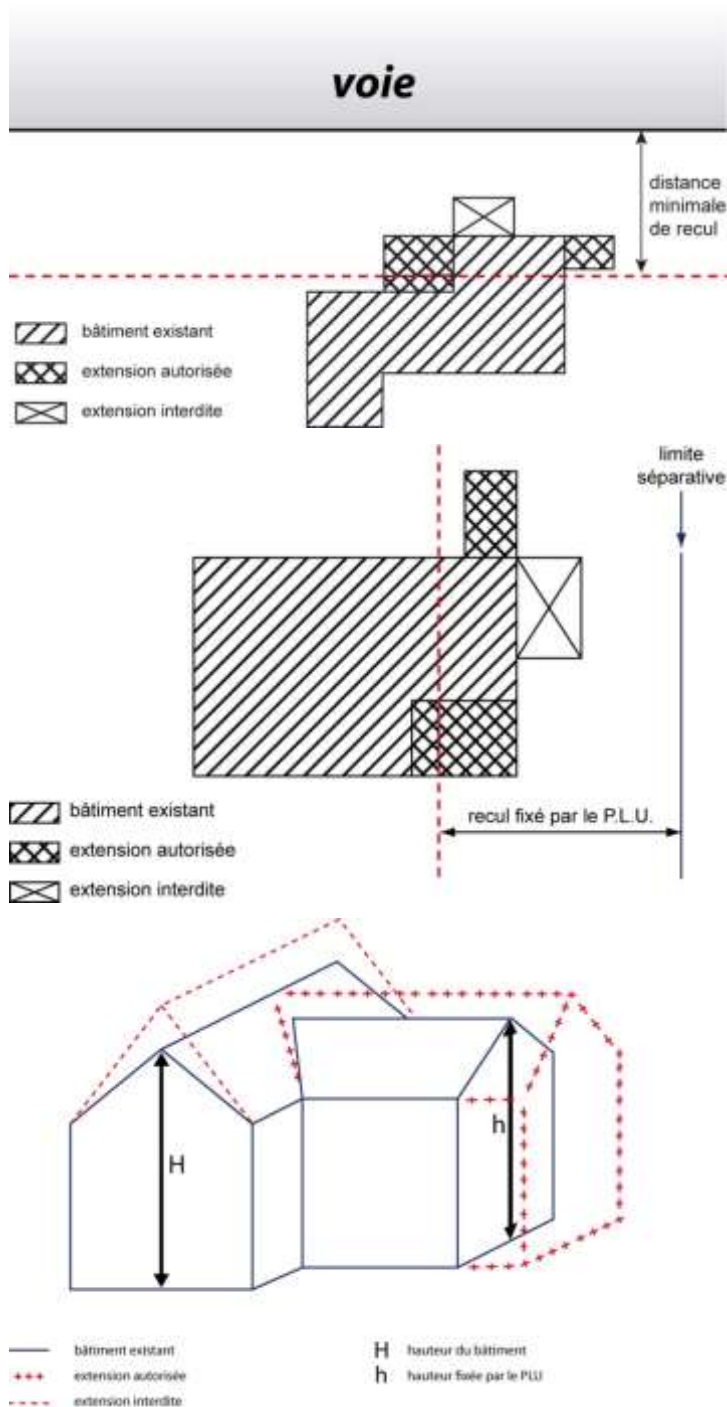 voie
distance
minimale
de recul
bâtiment existant
extension autorisée
extension interdite
limite
séparative
bâtiment existant
recul fixé par le P.L.U.
extension autorisée
extension interdite
H
h
bâtiment existant
H hauteur du bâtiment
extension autorisée
h hauteur fixée par le PLU
extension interdite